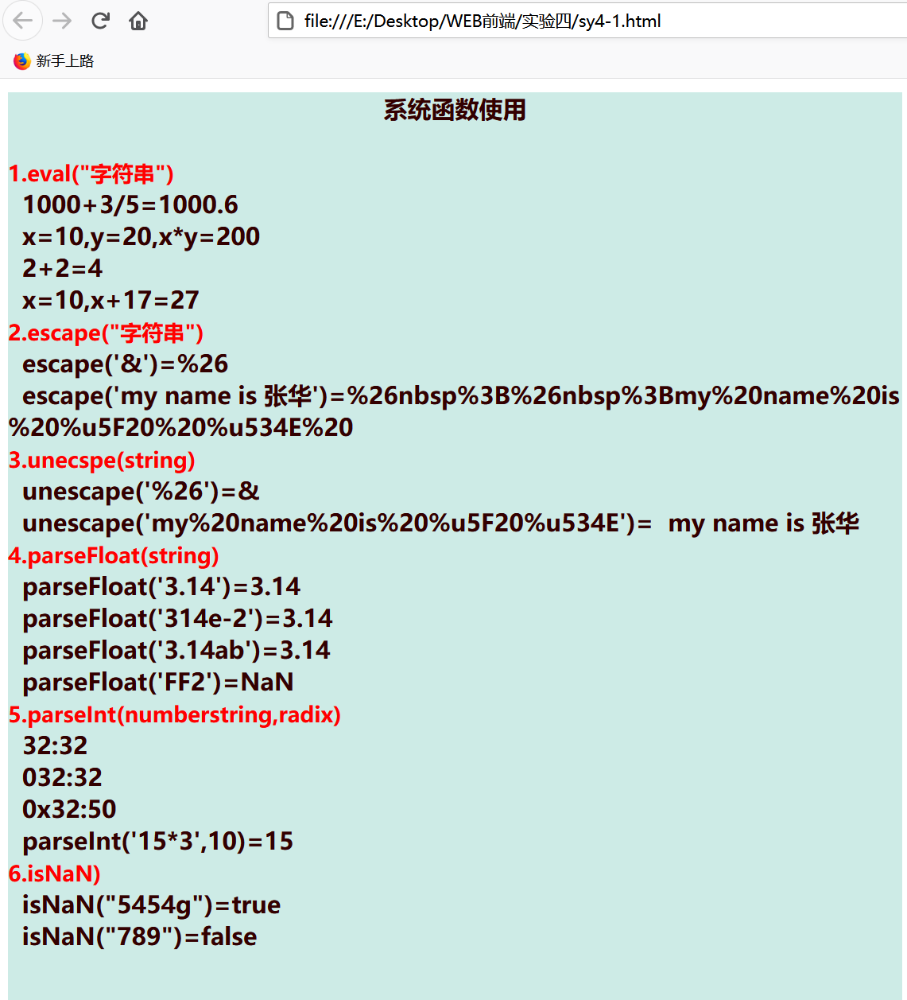 file:///E:/Desktop/WEB前端/实验四/sy4-1.html
新手上路
系统函数使用
1.eval("字符串")
1000+3/5=1000.6
x=10,y=20,x*y=200
2+2=4
x=10,x+17=27
2.escape("字符串")
escape('&')=%26
escape('my name is 张华')=%26nbsp%3B%26nbsp%3Bmy%20name%20is
%20%u5F20%20%u534E%20
3.unecspe(string)
unescape('%26')=&
unescape('my%20name%20is%20%u5F20%u534E')=  my name is 张华
4.parseFloat(string)
parseFloat('3.14')=3.14
parseFloat('314e-2')=3.14
parseFloat('3.14ab')=3.14
parseFloat('FF2')=NaN
5.parseInt(numberstring,radix)
32:32
032:32
0x32:50
parseInt('15*3',10)=15
6.isNaN)
isNaN("5454g")=true
isNaN("789")=false